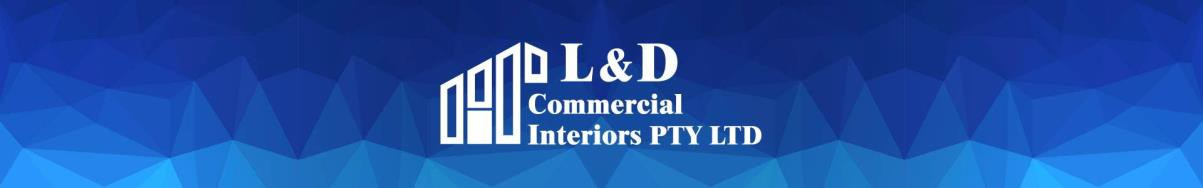 L&D
Commercial
Interiors PTY LTD